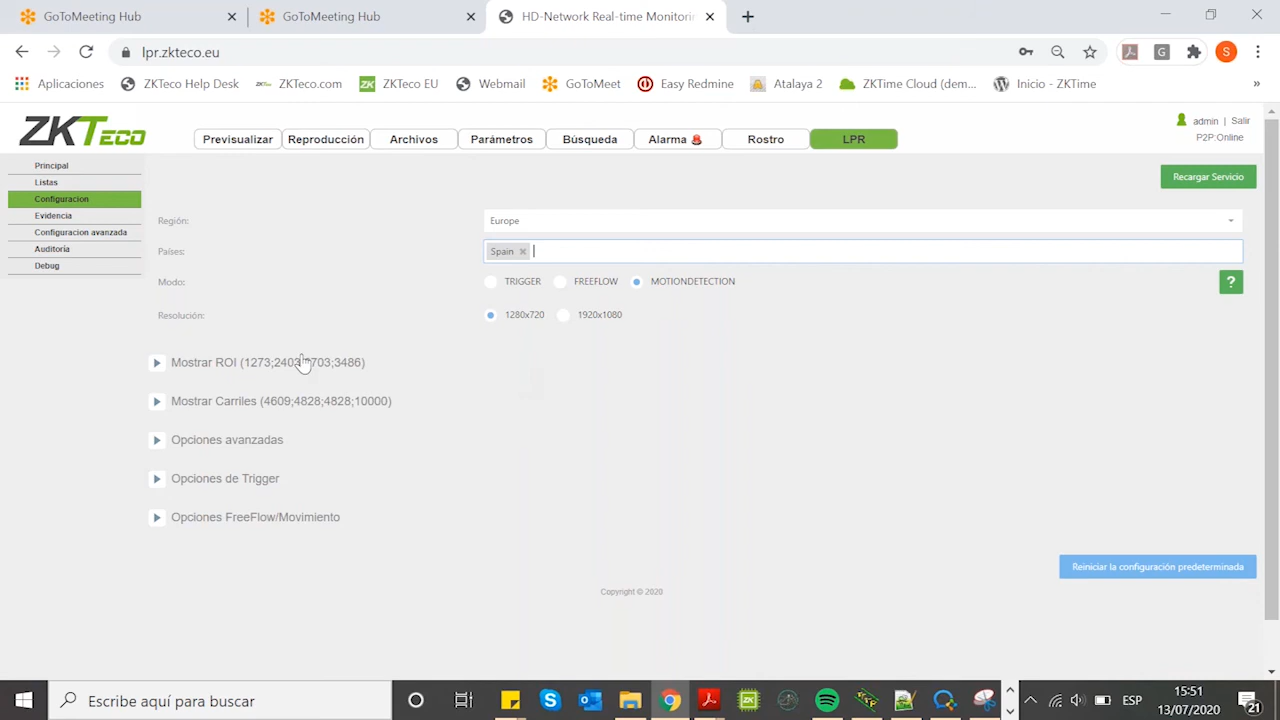 GoToMeeting Hub
GoToMeeting Hub
HD-Network Real-time Monitorin
lpr.zkteco.eu
G
S
Aplicaciones
ZKTeco Help Desk
ZKTeco.com
ZKTeco EU
Webmail
GoToMeet
Easy Redmine
Atalaya 2
ZKTime Cloud (dem...
Inicio - ZKTime
»
ZKTeco
Previsualizar
Reproducción
Archivos
Parámetros
Búsqueda
Alarma
Rostro
LPR
admin | Salir
P2P:Online
Principal
Listas
Configuracion
Evidencia
Configuracion avanzada
Auditoria
Debug
Recargar Servicio
Región:
Europe
Países:
Spain
Modo:
TRIGGER
FREEFLOW
MOTIONDETECTION
?
Resolución:
1280x720
1920x1080
Mostrar ROI (1273;2403 703;3486)
Mostrar Carriles (4609;4828;4828;10000)
Opciones avanzadas
Opciones de Trigger
Opciones FreeFlow/Movimiento
Reiniciar la configuración predeterminada
Copyright © 2020
Escribe aquí para buscar
ESP
15:51
13/07/2020
21